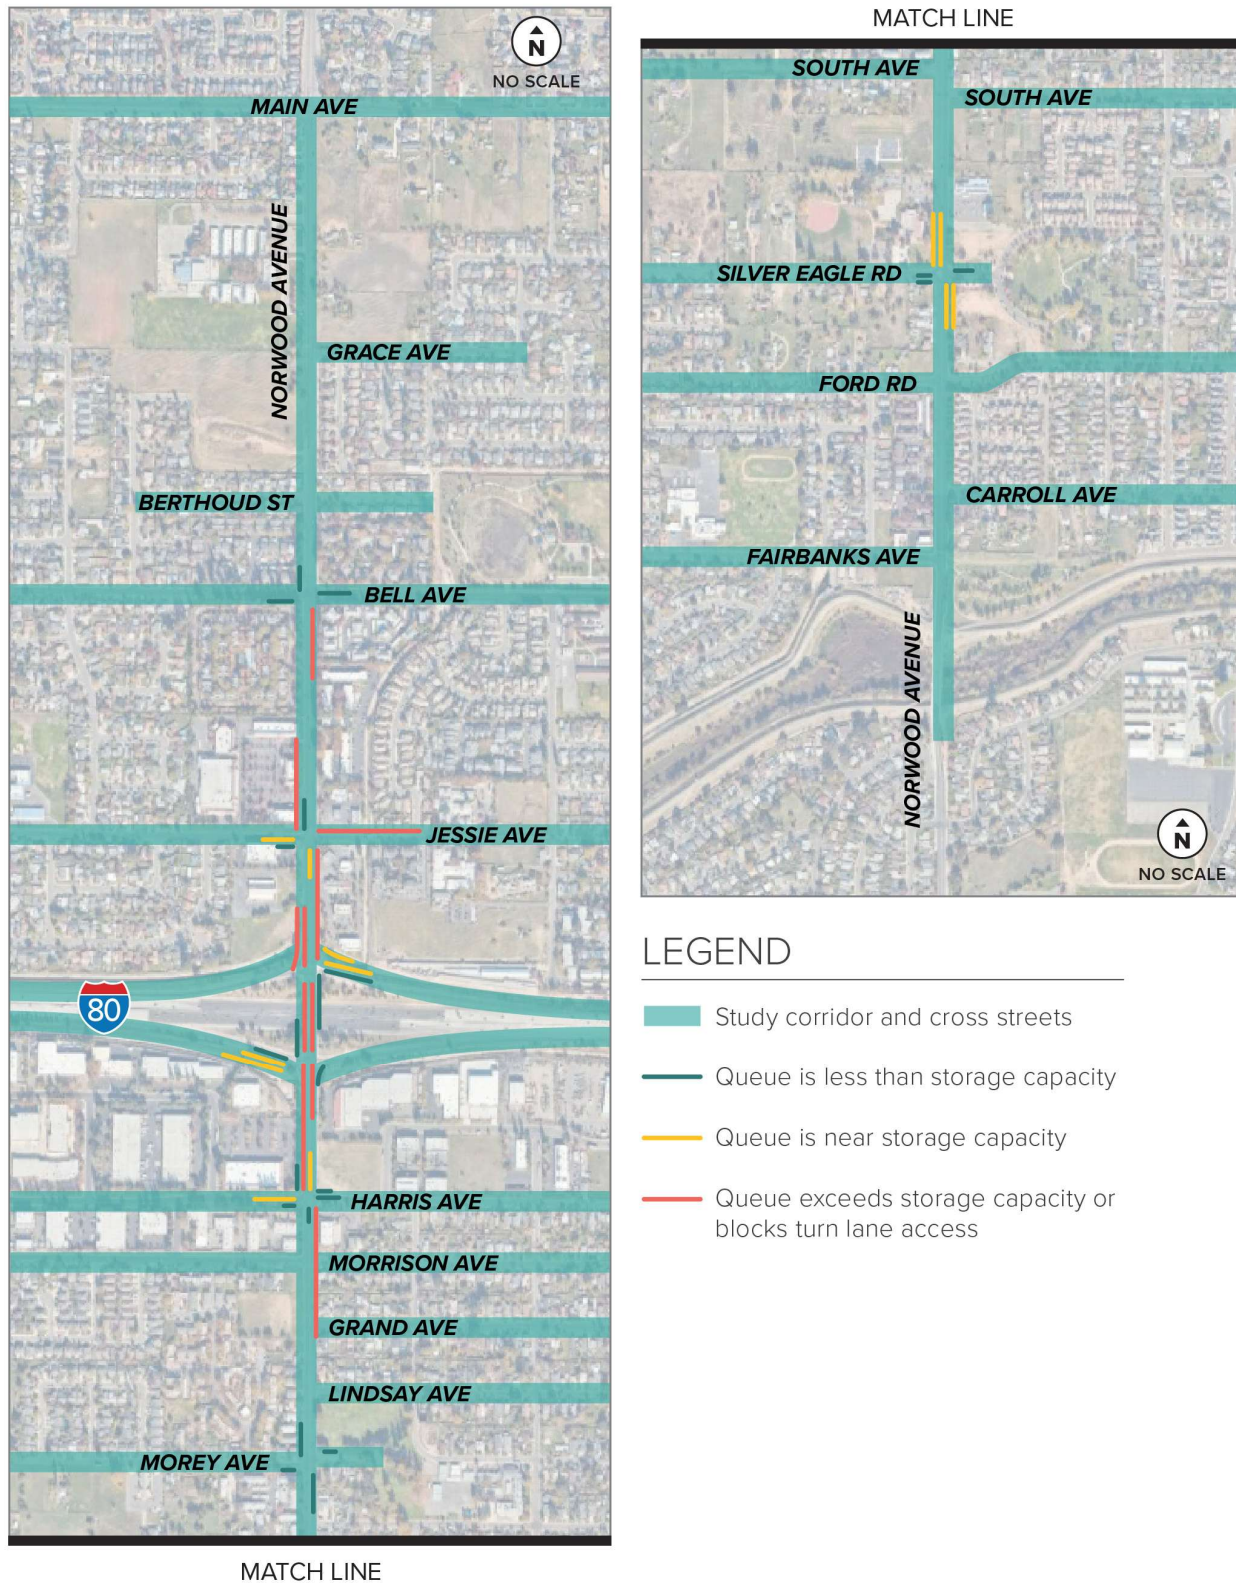 N
NO SCALE
MAIN AVE
NORWOOD AVENUE
GRACE AVE
BERTHOUD ST
BELL AVE
JESSIE AVE
80
HARRIS AVE
MORRISON AVE
GRAND AVE
LINDSAY AVE
MOREY AVE
MATCH LINE
MATCH LINE
SOUTH AVE
SOUTH AVE
SILVER EAGLE RD
FORD RD
CARROLL AVE
FAIRBANKS AVE
NORWOOD AVENUE
N
NO SCALE
LEGEND
Study corridor and cross streets
Queue is less than storage capacity
Queue is near storage capacity
Queue exceeds storage capacity or
blocks turn lane access